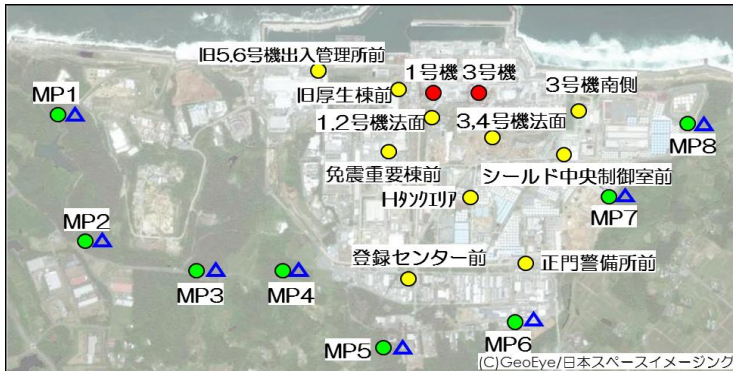 旧5,6号機出入管理所前
1号機
3号機
MP1
旧厚生棟前
3号機南側
1,2号機法面
3,4号機法面
MP8
免震重要棟前
シールド中央制御室前
Hﾀﾝｸｴﾘｱ
MP7
MP2
登録センター前
正門警備所前
MP3
MP4
MP6
MP5
(C)GeoEye/日本スペースイメージング